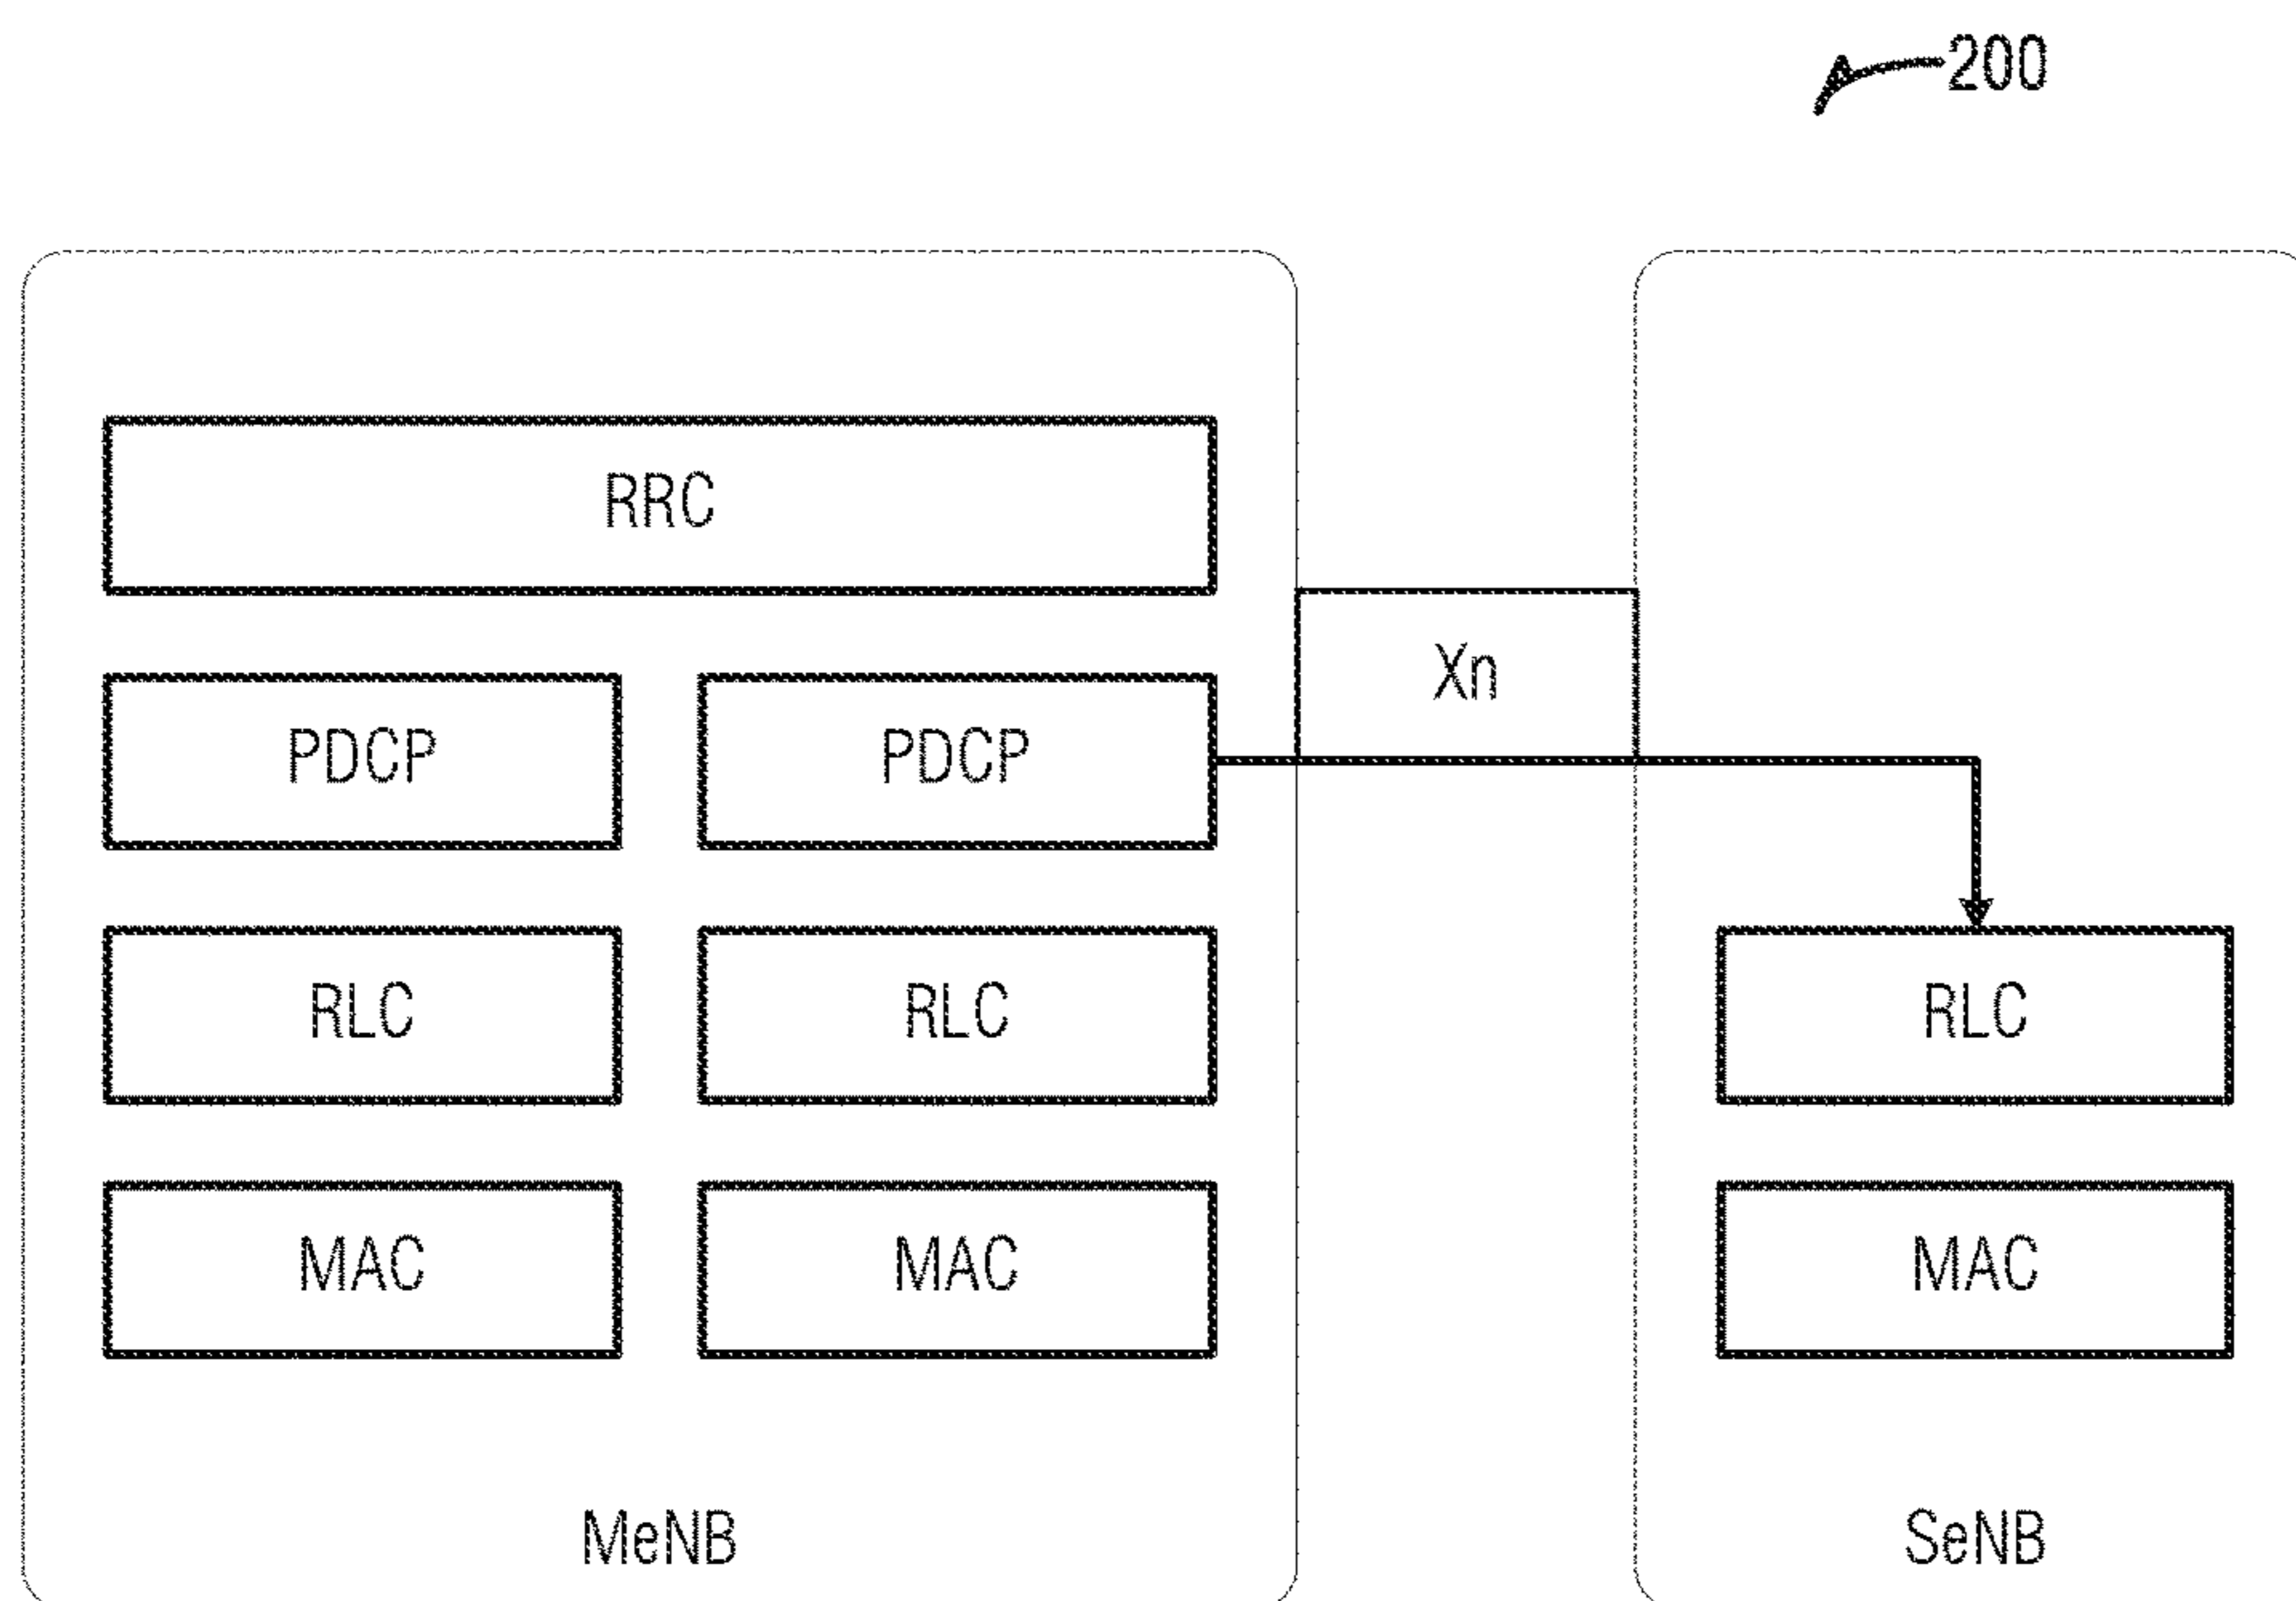 200
RRC
Xn
PDCP PDCP
RLC RLC RLC
MAC MAC MAC
MeNB SeNB